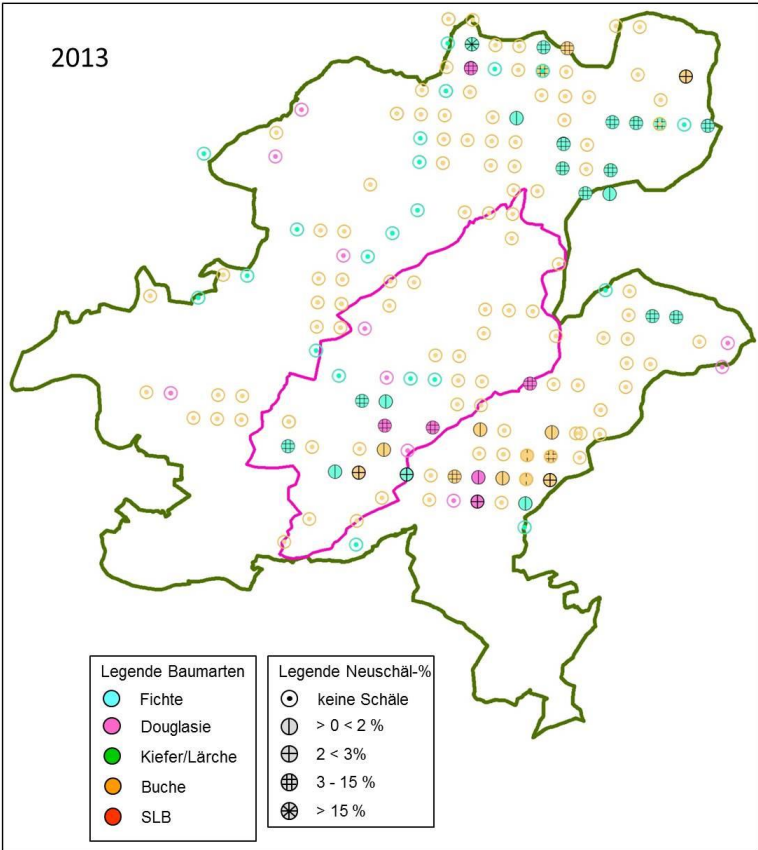 2013
Legende Baumarten
Fichte
Douglasie
Kiefer/Lärche
Buche
SLB
Legende Neuschäl-%
keine Schäle
> 0 < 2 %
2 < 3%
3 - 15 %
> 15 %